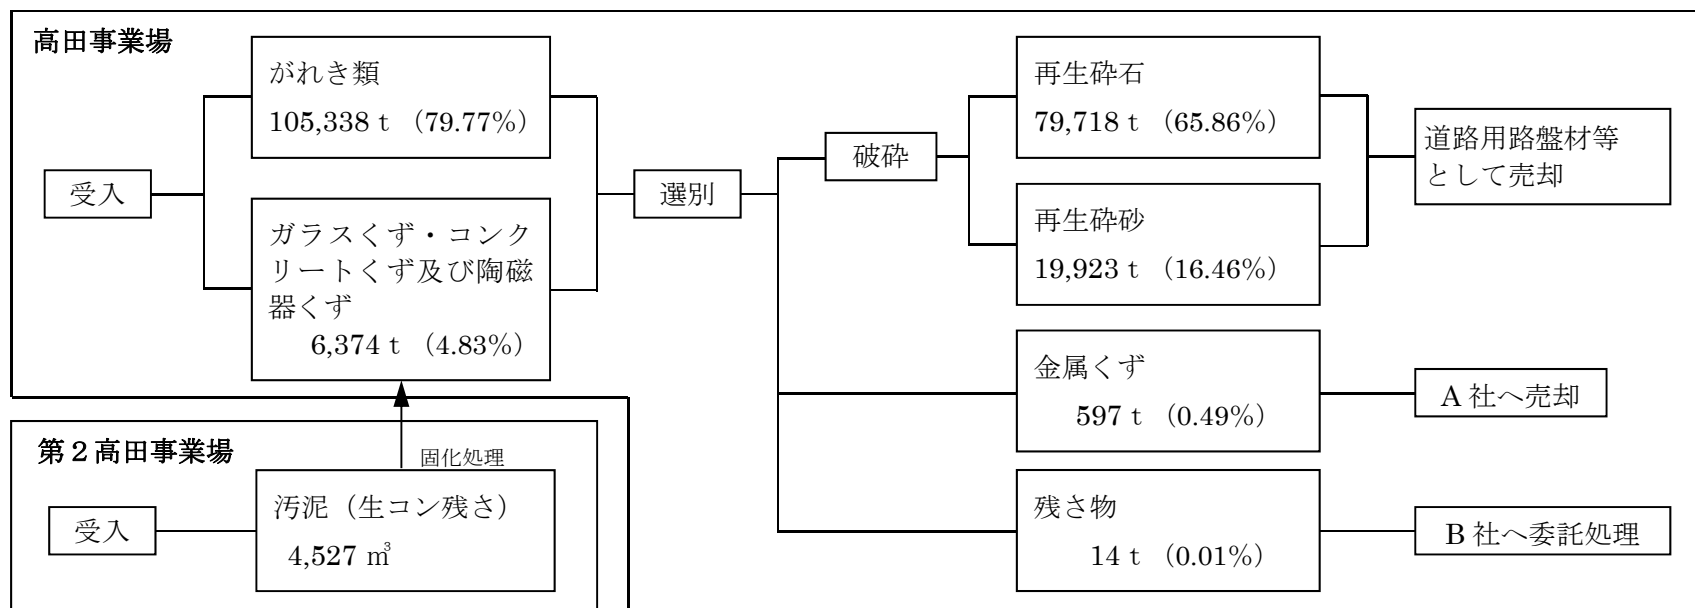 高田事業場
がれき類
105,338 t （79.77%）
受入
ガラスくず・コンク
リートくず及び陶磁
器くず
6,374 t （4.83%）
選別
破砕
再生砕石
79,718 t （65.86%）
再生砕砂
19,923 t （16.46%）
道路用路盤材等
として売却
金属くず
597 t （0.49%）
A 社へ売却
残さ物
14 t （0.01%）
B 社へ委託処理
第２高田事業場
固化処理
受入
汚泥（生コン残さ）
4,527 ㎥